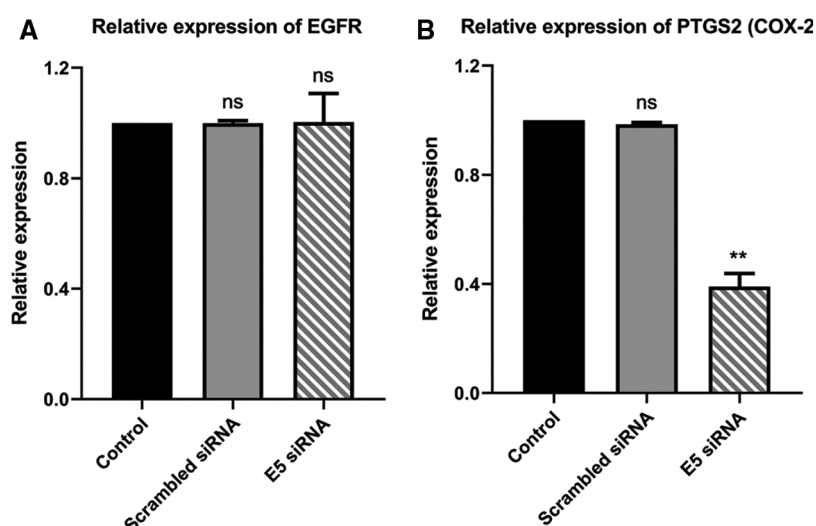 A Relative expression of EGFR
Relative expression
1.2
0.8
0.4
0.0
ns
ns
Control
Scrambled siRNA
E5 siRNA
B Relative expression of PTGS2 (COX-2
Relative expression
1.2
0.8
0.4
0.0
ns
**
Control
Scrambled siRNA
E5 siRNA